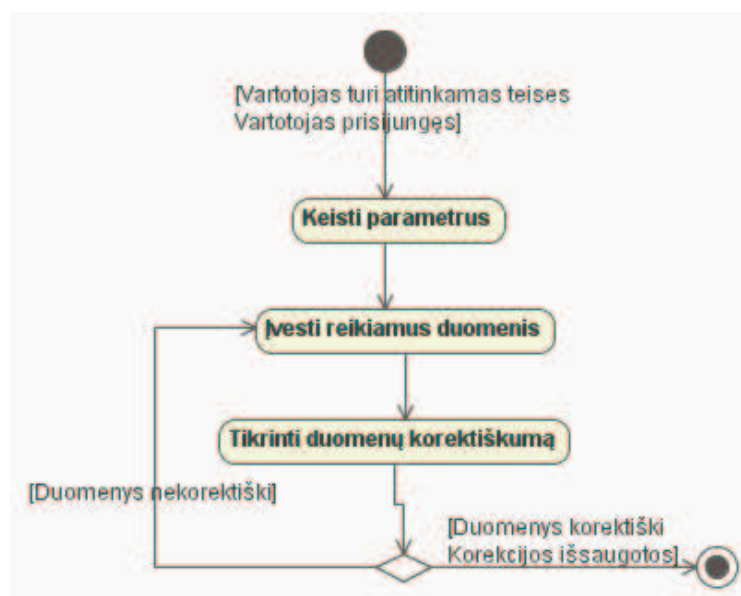 [Vartotojas turi atitinkamas teises
Vartotojas prisijungęs]
Keisti parametrus
Įvesti reikiamus duomenis
Tikrinti duomenų korektiškumą
[Duomenys nekorektiški]
[Duomenys korektiški
Korekcijos išsaugotos]